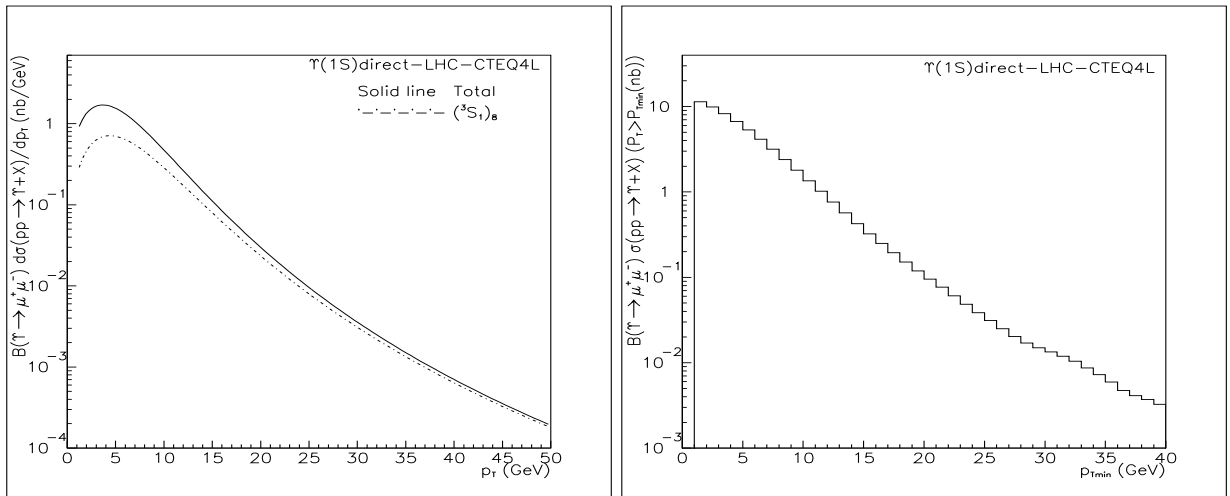 ϒ(1S)direct−LHC−CTEQ4L
Solid line Total
(³S₁)₈
B(ϒ→μ⁺μ⁻) dσ(pp→ϒ+X)/dp_T (nb/GeV)
1
10⁻¹
10⁻²
10⁻³
10⁻⁴
0 5 10 15 20 25 30 35 40 45 50
p_T (GeV)
ϒ(1S)direct−LHC−CTEQ4L
B(ϒ→μ⁺μ⁻) σ(pp→ϒ+X) (P_T>P_Tmin(nb))
10
1
10⁻¹
10⁻²
10⁻³
0 5 10 15 20 25 30 35 40
p_Tmin (GeV)